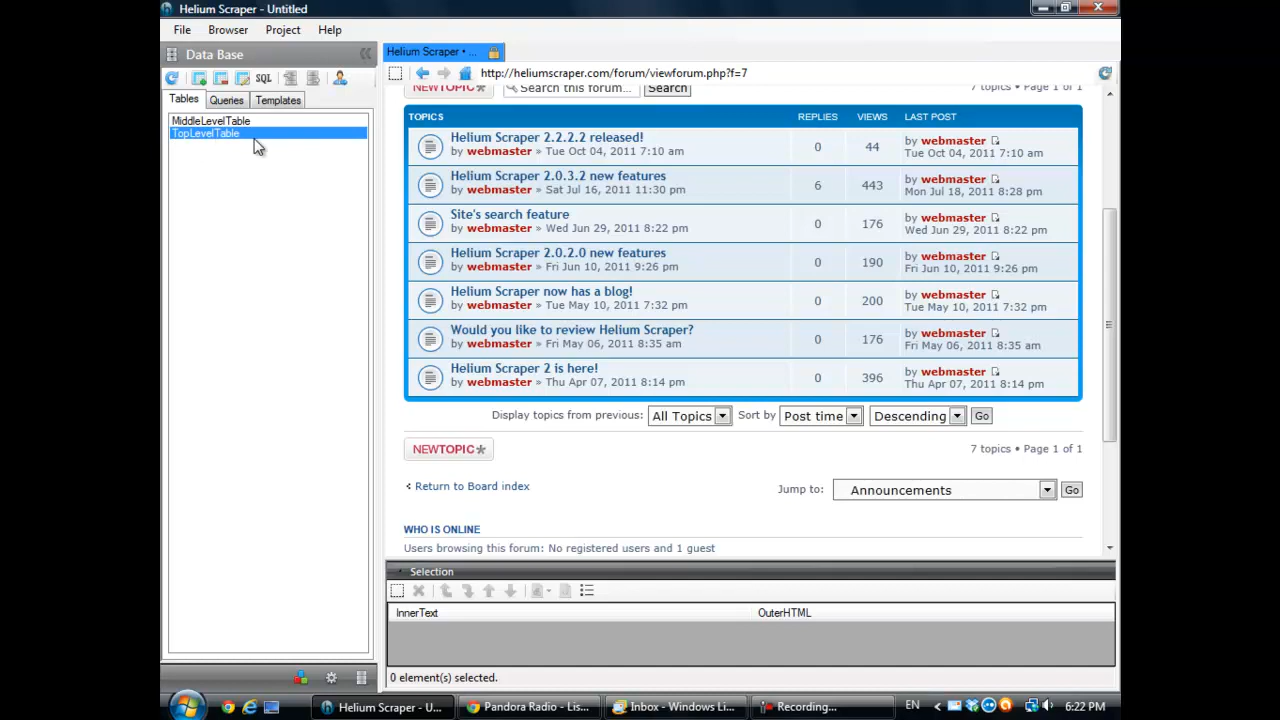 Helium Scraper - Untitled
File Browser Project Help
Data Base
SQL
Tables Queries Templates
MiddleLevelTable
TopLevelTable
Helium Scraper • ...
http://heliumscraper.com/forum/viewforum.php?f=7
NEWTOPIC Search this forum... Search 7 topics • Page 1 of 1
TOPICS REPLIES VIEWS LAST POST
Helium Scraper 2.2.2.2 released!
by webmaster » Tue Oct 04, 2011 7:10 am
0 44
by webmaster
Tue Oct 04, 2011 7:10 am
Helium Scraper 2.0.3.2 new features
by webmaster » Sat Jul 16, 2011 11:30 pm
6 443
by webmaster
Mon Jul 18, 2011 8:28 pm
Site's search feature
by webmaster » Wed Jun 29, 2011 8:22 pm
0 176
by webmaster
Wed Jun 29, 2011 8:22 pm
Helium Scraper 2.0.2.0 new features
by webmaster » Fri Jun 10, 2011 9:26 pm
0 190
by webmaster
Fri Jun 10, 2011 9:26 pm
Helium Scraper now has a blog!
by webmaster » Tue May 10, 2011 7:32 pm
0 200
by webmaster
Tue May 10, 2011 7:32 pm
Would you like to review Helium Scraper?
by webmaster » Fri May 06, 2011 8:35 am
0 176
by webmaster
Fri May 06, 2011 8:35 am
Helium Scraper 2 is here!
by webmaster » Thu Apr 07, 2011 8:14 pm
0 396
by webmaster
Thu Apr 07, 2011 8:14 pm
Display topics from previous: All Topics Sort by Post time Descending Go
NEWTOPIC* 7 topics • Page 1 of 1
Return to Board index
Jump to: Announcements Go
WHO IS ONLINE
Users browsing this forum: No registered users and 1 guest
Selection
InnerText OuterHTML
0 element(s) selected.
Helium Scraper - U... Pandora Radio - Lis... Inbox - Windows Li... Recording... EN 6:22 PM